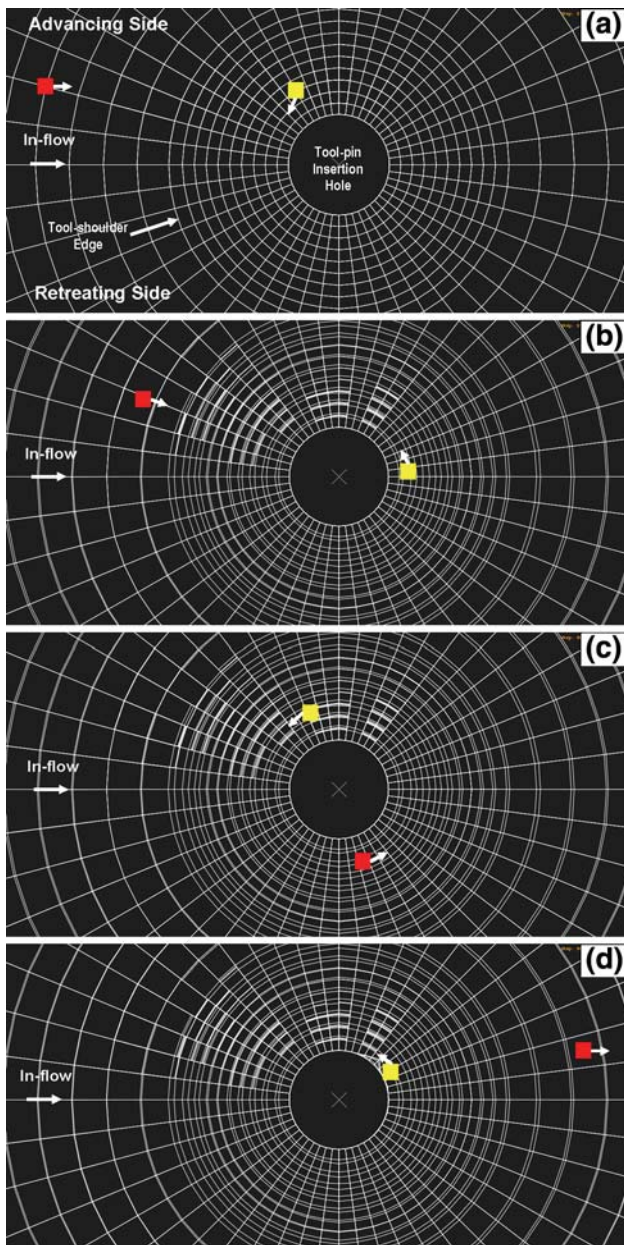 Advancing Side
(a)
In-flow
Tool-pin
Insertion
Hole
Tool-shoulder
Edge
Retreating Side
(b)
In-flow
(c)
In-flow
(d)
In-flow